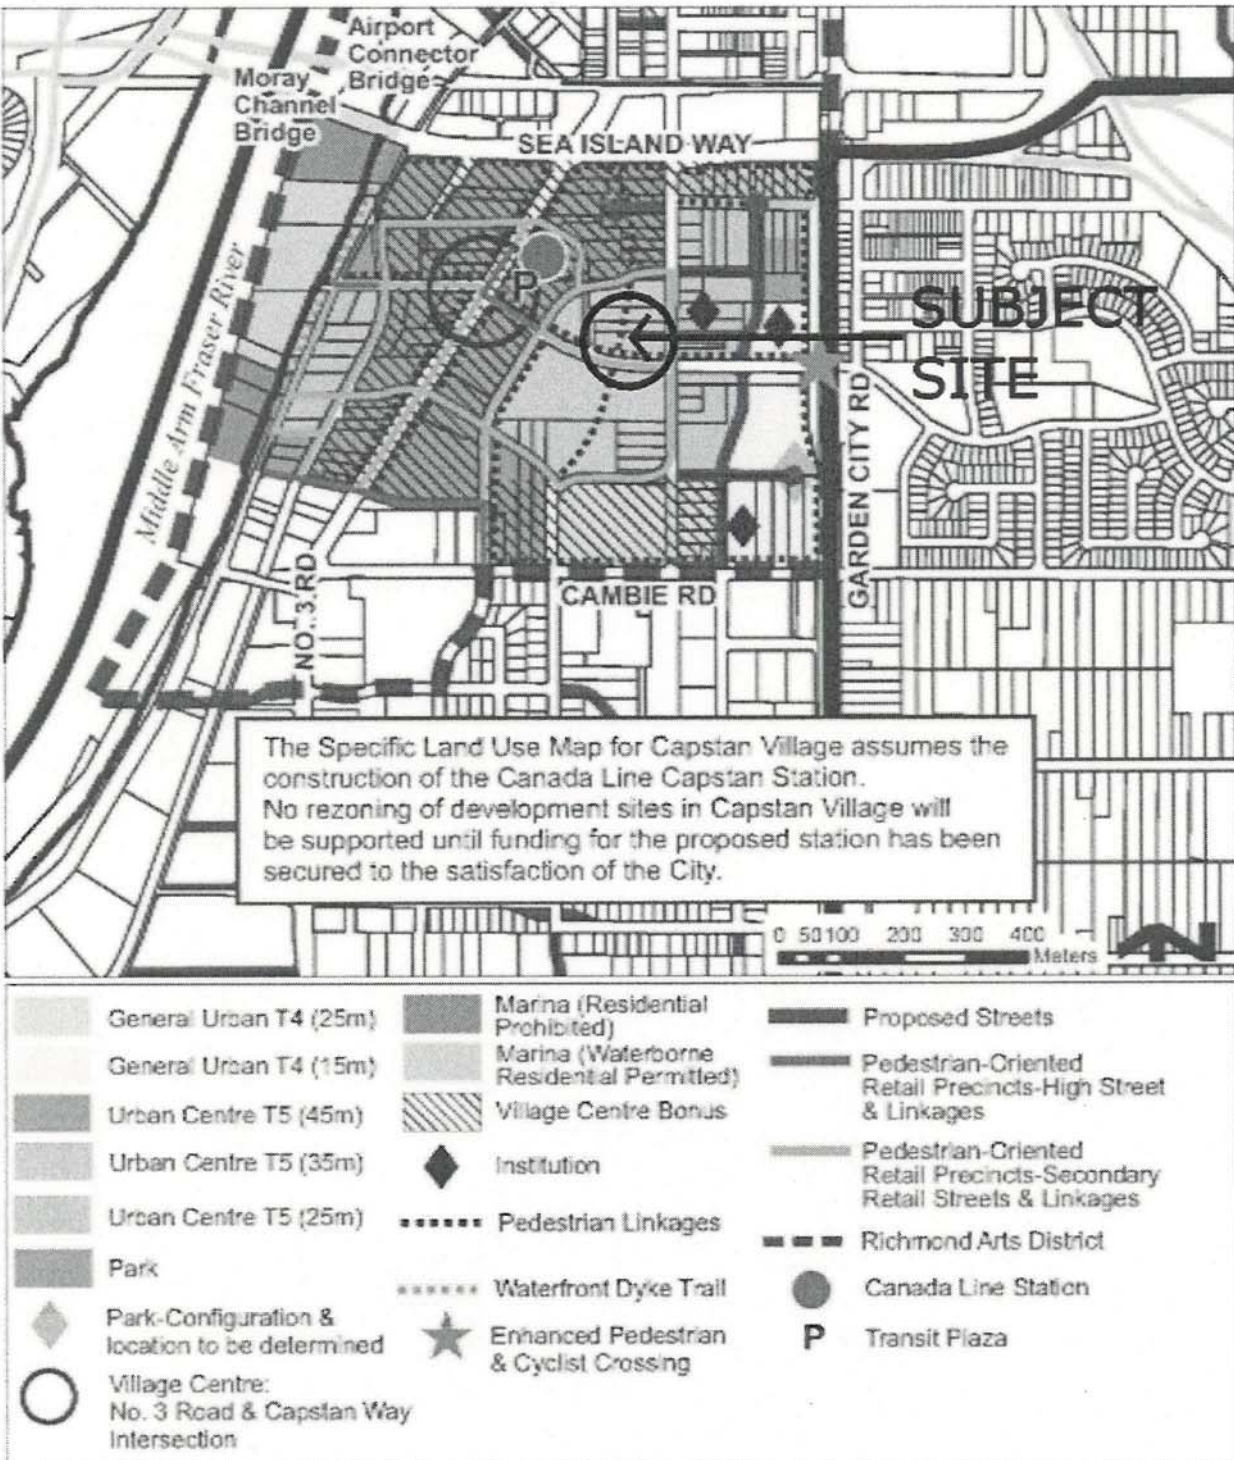 Airport
Connector
Bridge
Moray
Channel
Bridge
SEA ISLAND WAY
Middle Arm Fraser River
P
SUBJECT
SITE
GARDEN CITY RD
NO. 3 RD
CAMBIE RD
The Specific Land Use Map for Capstan Village assumes the
construction of the Canada Line Capstan Station.
No rezoning of development sites in Capstan Village will
be supported until funding for the proposed station has been
secured to the satisfaction of the City.
0 50 100 200 300 400
Meters
General Urban T4 (25m)
General Urban T4 (15m)
Urban Centre T5 (45m)
Urban Centre T5 (35m)
Urban Centre T5 (25m)
Park
Park-Configuration &
location to be determined
Village Centre:
No. 3 Road & Capstan Way
Intersection
Marina (Residential
Prohibited)
Marina (Waterborne
Residential Permitted)
Village Centre Bonus
Institution
Pedestrian Linkages
Waterfront Dyke Trail
Enhanced Pedestrian
& Cyclist Crossing
Proposed Streets
Pedestrian-Oriented
Retail Precincts-High Street
& Linkages
Pedestrian-Oriented
Retail Precincts-Secondary
Retail Streets & Linkages
Richmond Arts District
Canada Line Station
P Transit Plaza